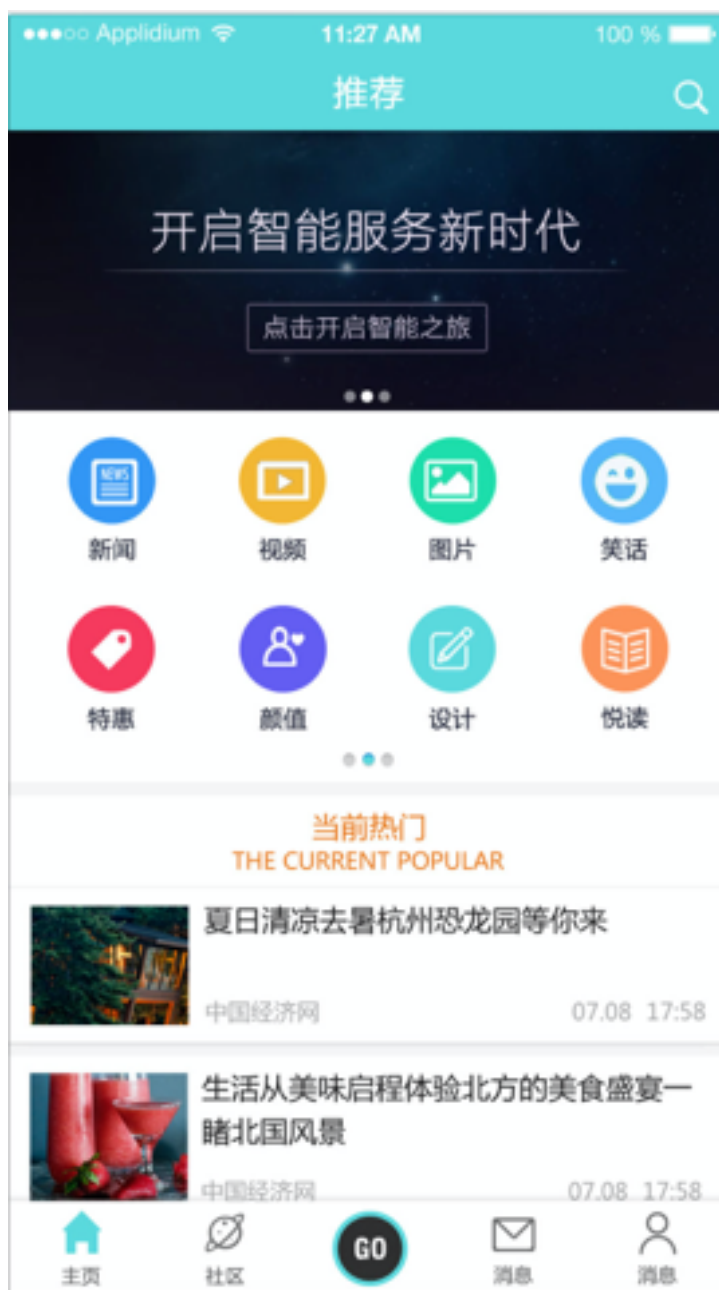 Applidium
11:27 AM
100 %
推荐
开启智能服务新时代
点击开启智能之旅
NEWS
新闻 视频 图片 笑话
特惠 颜值 设计 悦读
当前热门
THE CURRENT POPULAR
夏日清凉去暑杭州恐龙园等你来
中国经济网 07.08 17:58
生活从美味启程体验北方的美食盛宴一
睹北国风景
中国经济网 07.08 17:58
GO
主页 社区 消息 消息